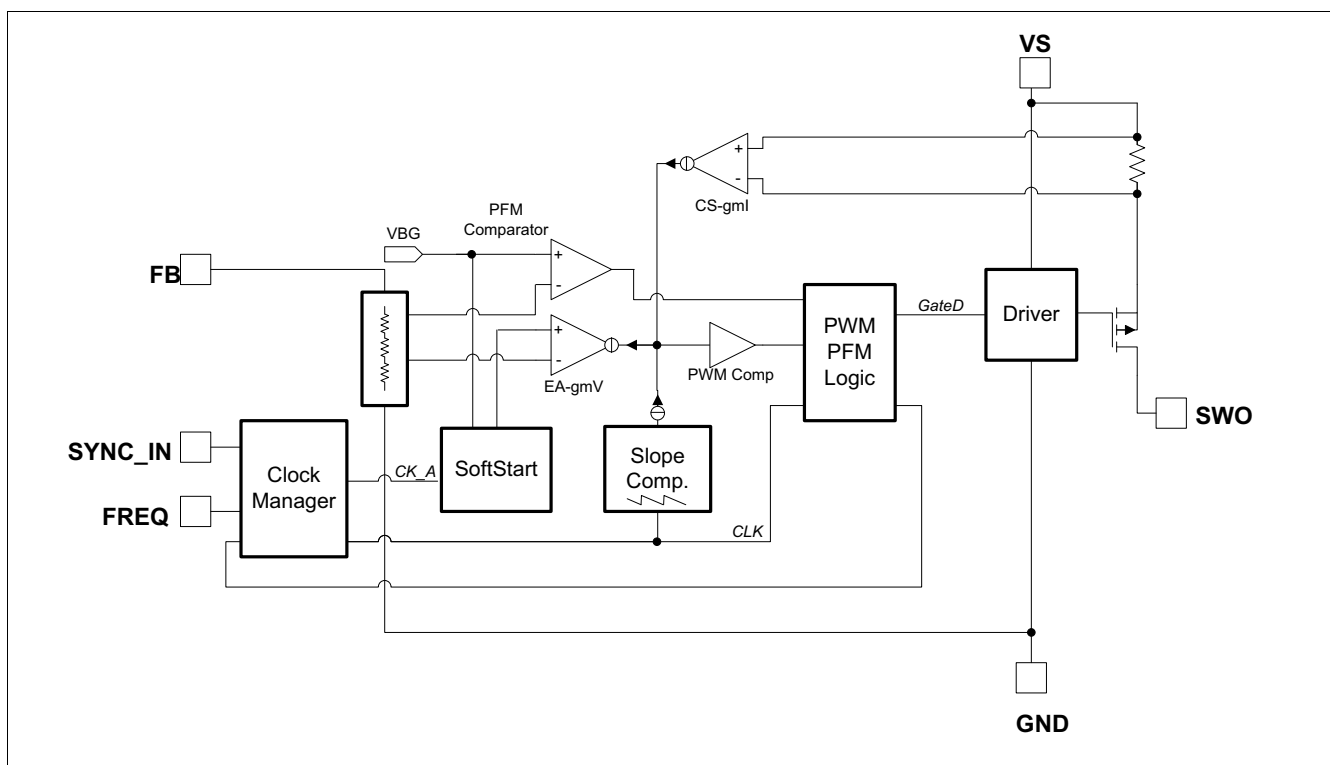 VS
+
-
CS-gmI
PFM
Comparator
VBG
+
-
FB
GateD
Driver
PWM
PFM
Logic
+
-
EA-gmV
PWM Comp
SWO
SYNC_IN
Clock
Manager
CK_A
SoftStart
Slope
Comp.
FREQ
CLK
GND